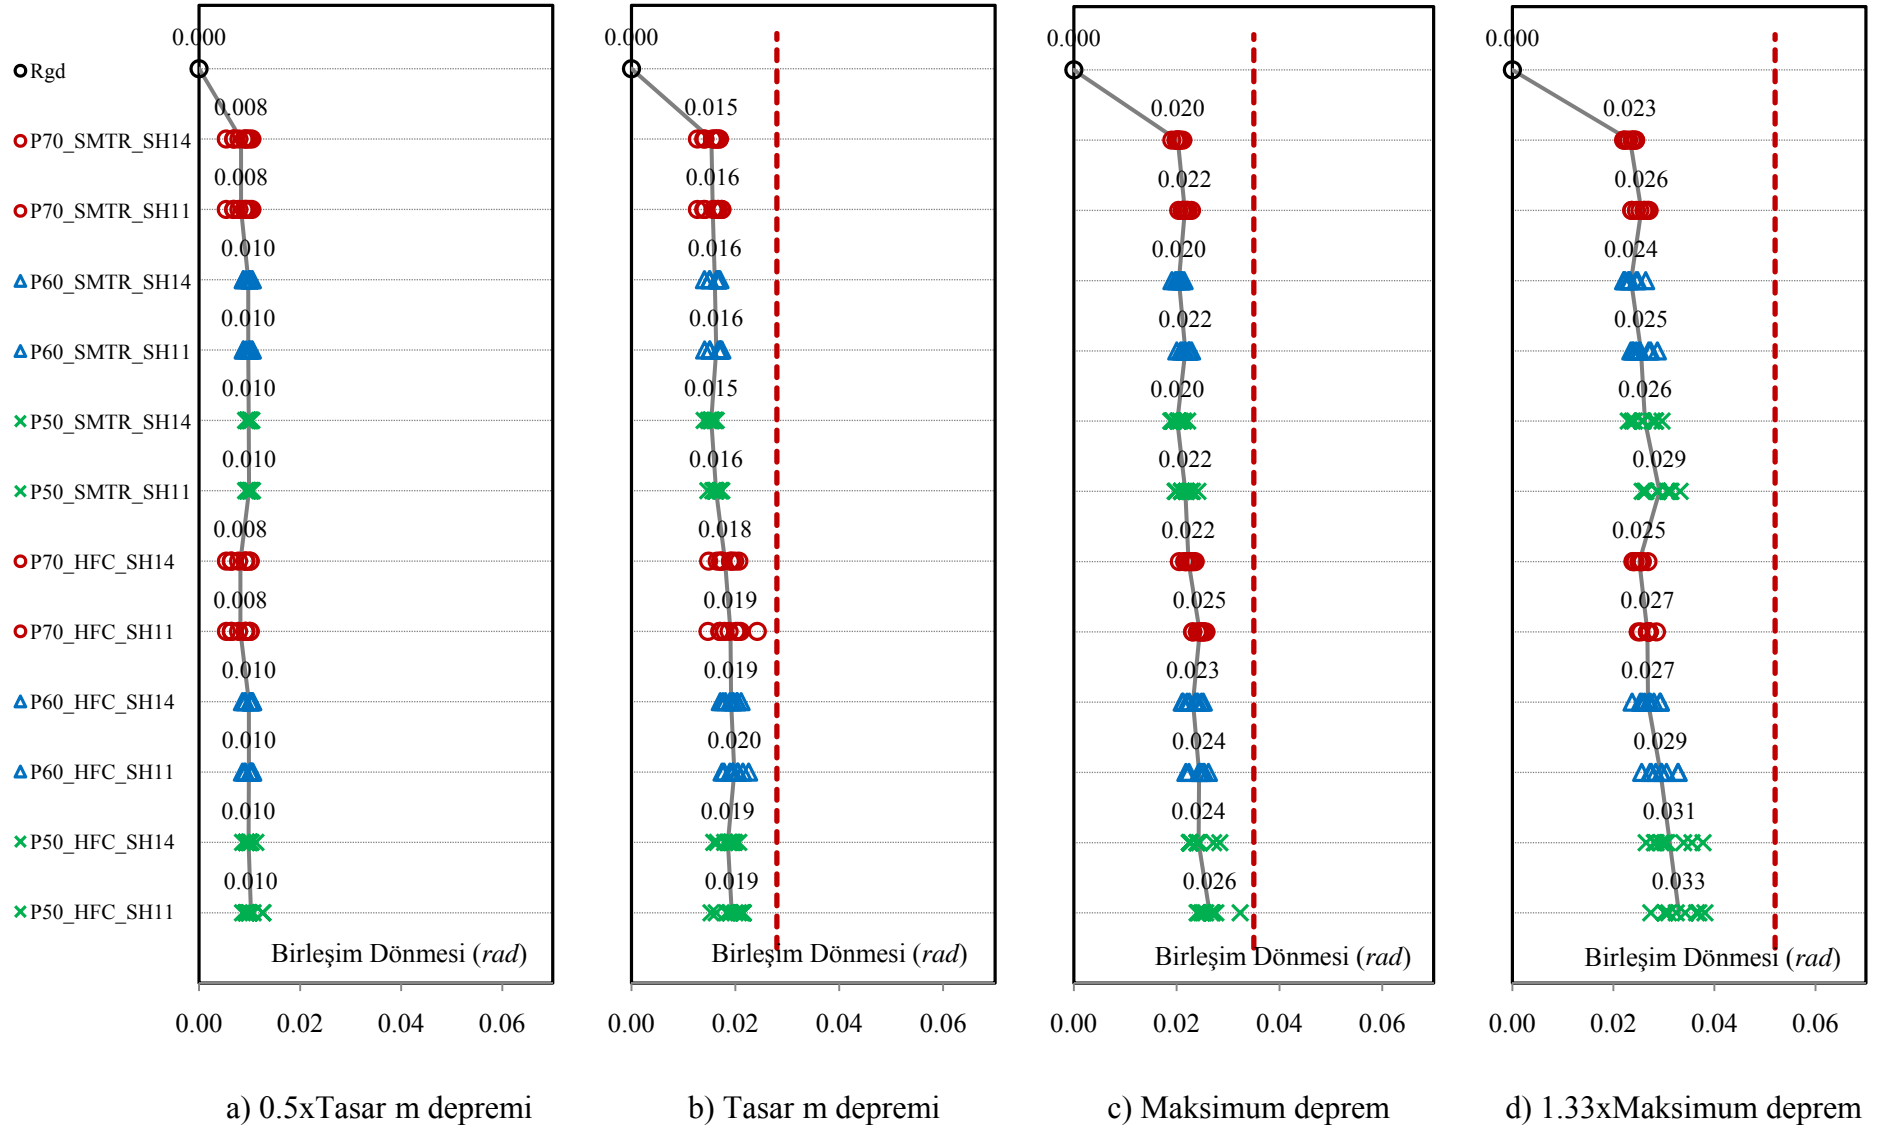 0.000 0.000 0.000 0.000
Rgd
0.008 0.015 0.020 0.023
P70_SMTR_SH14
0.008 0.016 0.022 0.026
P70_SMTR_SH11
0.010 0.016 0.020 0.024
P60_SMTR_SH14
0.010 0.016 0.022 0.025
P60_SMTR_SH11
0.010 0.015 0.020 0.026
P50_SMTR_SH14
0.010 0.016 0.022 0.029
P50_SMTR_SH11
0.008 0.018 0.022 0.025
P70_HFC_SH14
0.008 0.019 0.025 0.027
P70_HFC_SH11
0.010 0.019 0.023 0.027
P60_HFC_SH14
0.010 0.020 0.024 0.029
P60_HFC_SH11
0.010 0.019 0.024 0.031
P50_HFC_SH14
0.010 0.019 0.026 0.033
P50_HFC_SH11
Birleşim Dönmesi (rad) Birleşim Dönmesi (rad) Birleşim Dönmesi (rad) Birleşim Dönmesi (rad)
0.00 0.02 0.04 0.06 0.00 0.02 0.04 0.06 0.00 0.02 0.04 0.06 0.00 0.02 0.04 0.06
a) 0.5xTasar m depremi b) Tasar m depremi c) Maksimum deprem d) 1.33xMaksimum deprem